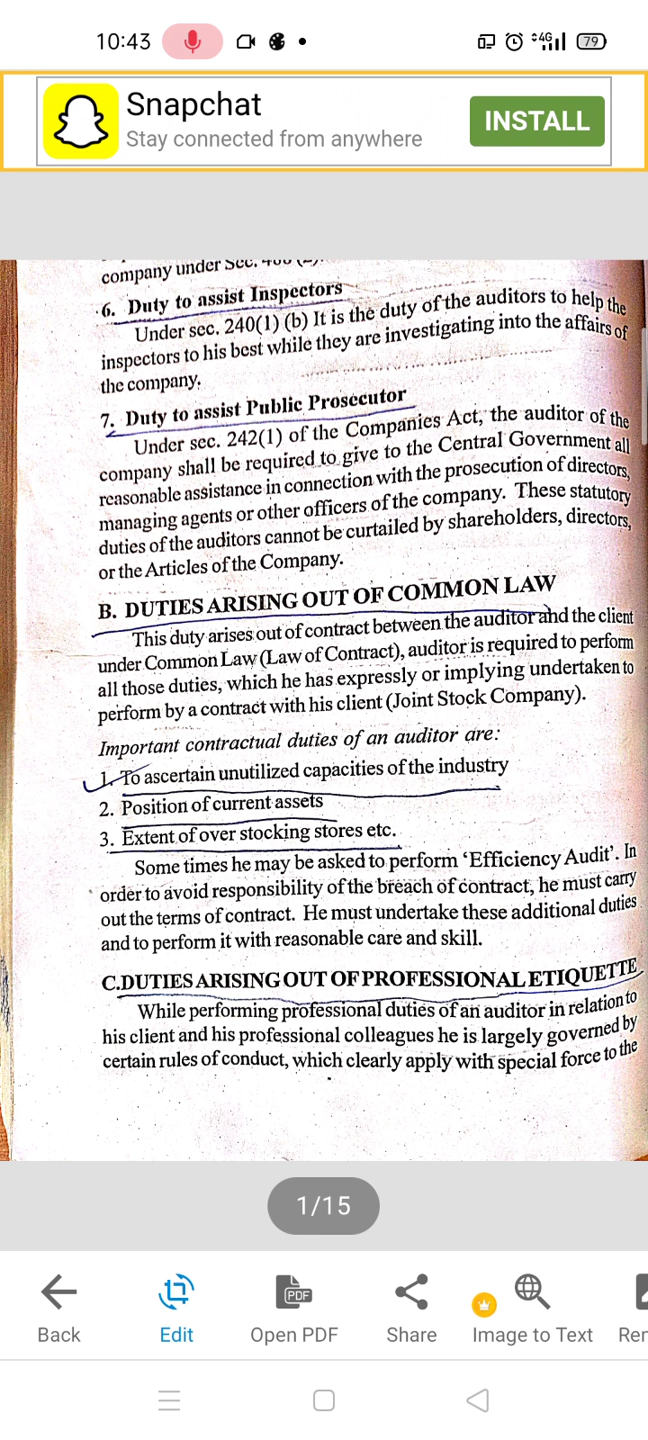 10:43
4G
79
Snapchat
Stay connected from anywhere
INSTALL
company under Sec.
6. Duty to assist Inspectors
Under sec. 240(1) (b) It is the duty of the auditors to help the
inspectors to his best while they are investigating into the affairs of
the company.
7. Duty to assist Public Prosecutor
Under sec. 242(1) of the Companies Act, the auditor of the
company shall be required to give to the Central Government all
reasonable assistance in connection with the prosecution of directors,
managing agents or other officers of the company. These statutory
duties of the auditors cannot be curtailed by shareholders, directors,
or the Articles of the Company.
B. DUTIES ARISING OUT OF COMMON LAW
This duty arises out of contract between the auditor and the client
under Common Law (Law of Contract), auditor is required to perform
all those duties, which he has expressly or implying undertaken to
perform by a contract with his client (Joint Stock Company).
Important contractual duties of an auditor are:
1. To ascertain unutilized capacities of the industry
2. Position of current assets
3. Extent of over stocking stores etc.
Some times he may be asked to perform ‘Efficiency Audit’. In
order to avoid responsibility of the breach of contract, he must carry
out the terms of contract. He must undertake these additional duties
and to perform it with reasonable care and skill.
C.DUTIES ARISING OUT OF PROFESSIONAL ETIQUETTE
While performing professional duties of an auditor in relation to
his client and his professional colleagues he is largely governed by
certain rules of conduct, which clearly apply with special force to the
1/15
PDF
Back
Edit
Open PDF
Share
Image to Text
Rer